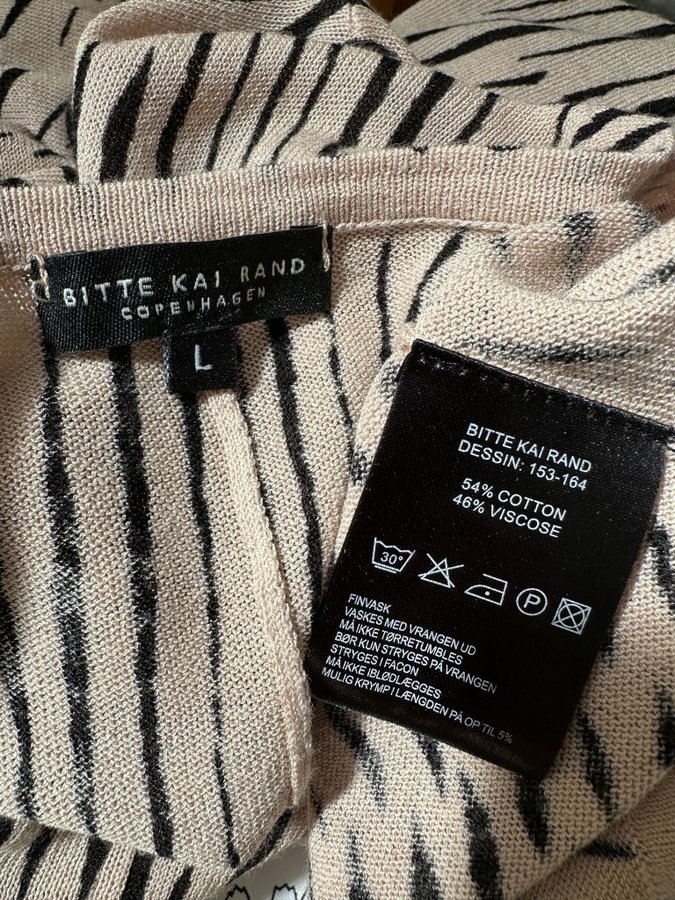 BITTE KAI RAND
COPENHAGEN
L
BITTE KAI RAND
DESSIN: 153-164
54% COTTON
46% VISCOSE
30°
P
FINVASK
VASKES MED VRANGEN UD
MÅ IKKE TØRRETUMBLES
BØR KUN STRYGES PÅ VRANGEN
STRYGES I FACON
MÅ IKKE IBLØDLÆGGES
MULIG KRYMP I LÆNGDEN PÅ OP TIL 5%